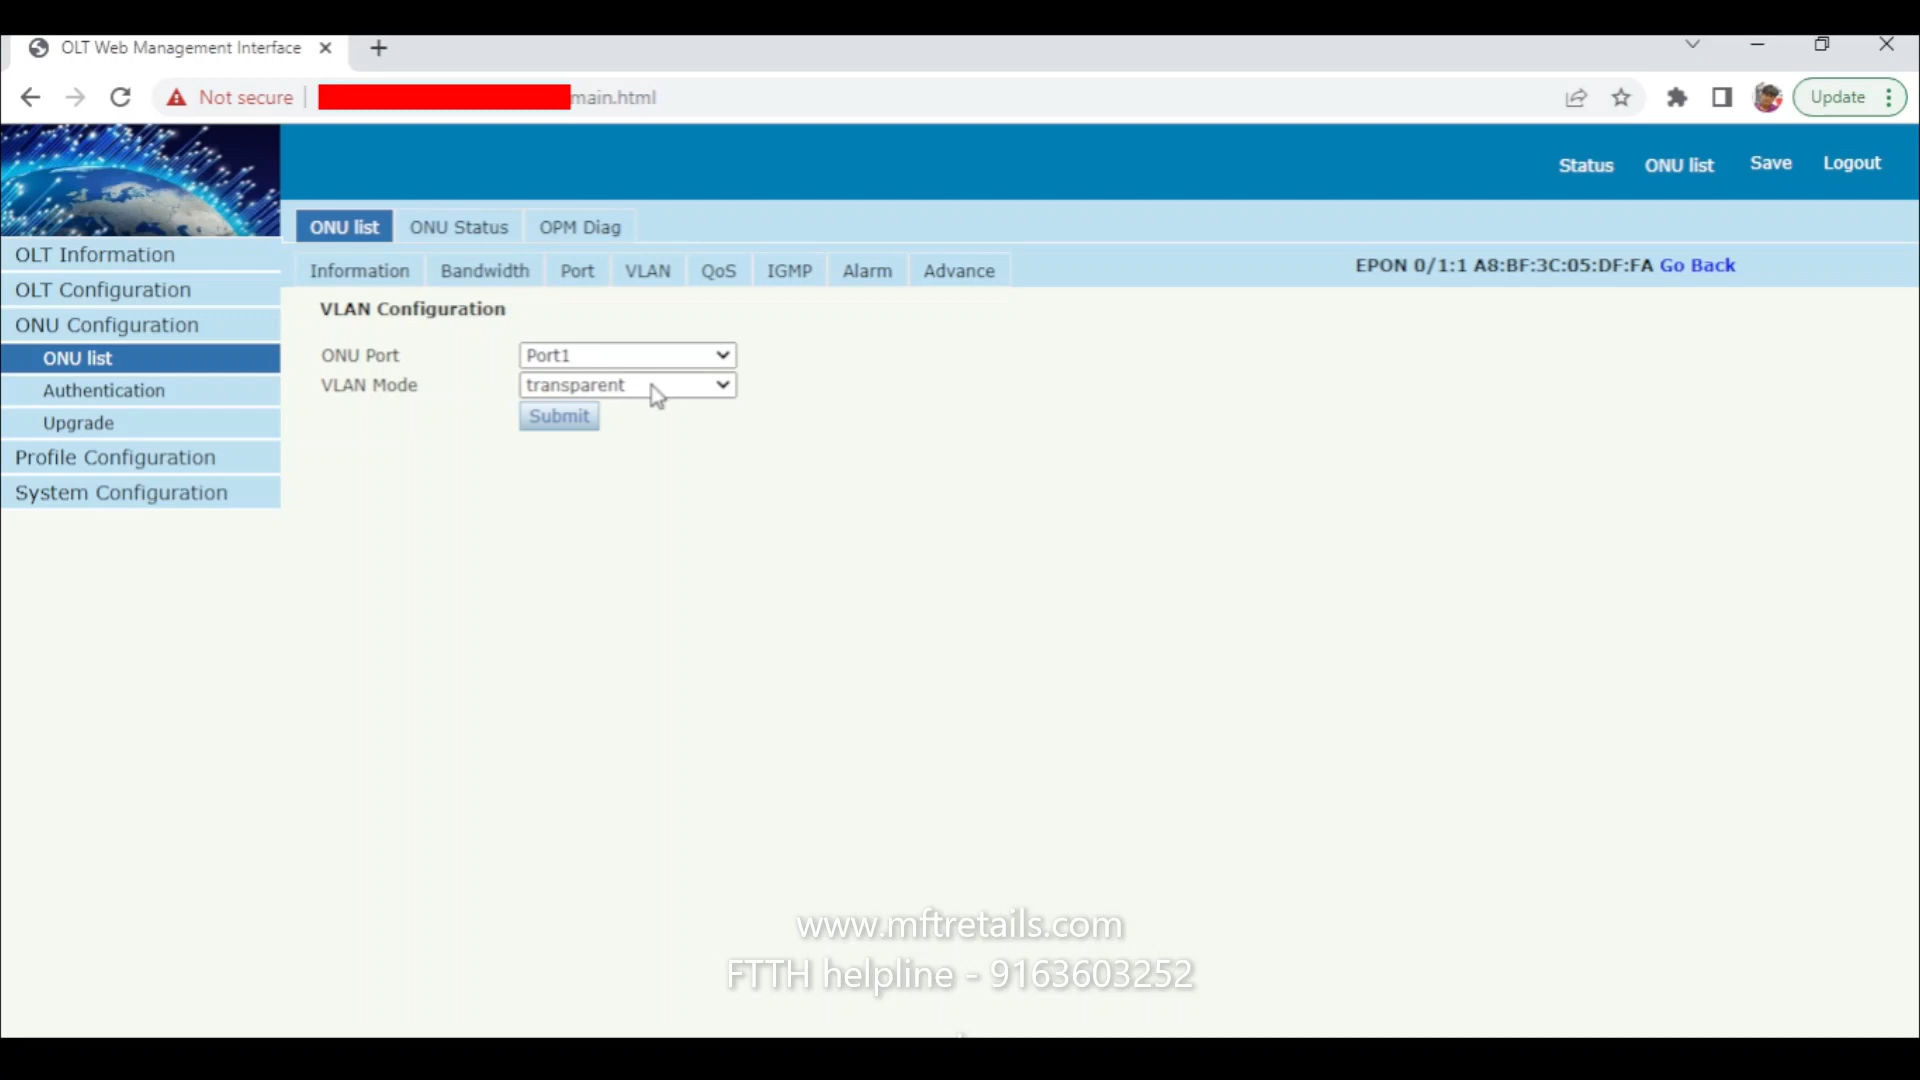 OLT Web Management Interface
Not secure main.html
Update
Status ONU list Save Logout
ONU list ONU Status OPM Diag
Information Bandwidth Port VLAN QoS IGMP Alarm Advance
EPON 0/1:1 A8:BF:3C:05:DF:FA Go Back
OLT Information
OLT Configuration
ONU Configuration
ONU list
Authentication
Upgrade
Profile Configuration
System Configuration
VLAN Configuration
ONU Port Port1
VLAN Mode transparent
Submit
www.mftretails.com
FTTH helpline - 9163603252